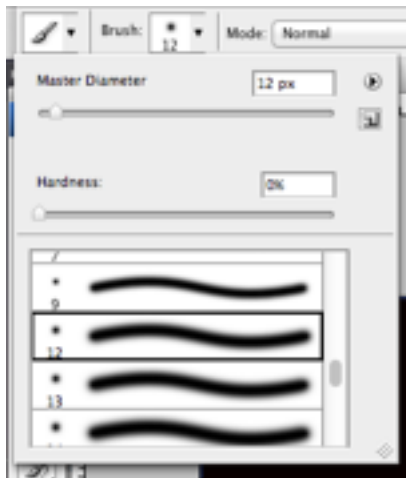 Brush:
12
Mode: Normal
Master Diameter
12 px
Hardness:
0%
7
9
12
13